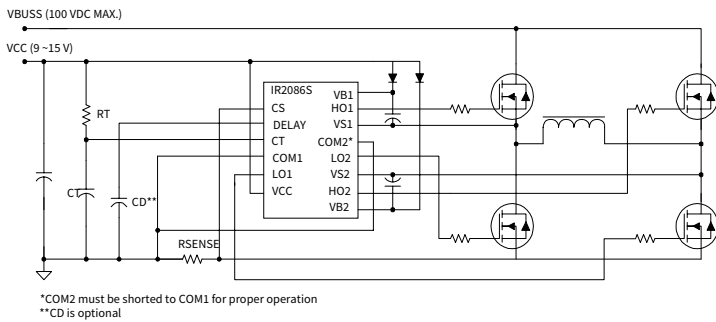 VBUSS (100 VDC MAX.)
VCC (9 ~15 V)
IR2086S
RT
CS
DELAY
CT
COM1
LO1
VCC
VB1
HO1
VS1
COM2*
LO2
VS2
HO2
VB2
CT
CD**
RSENSE
*COM2 must be shorted to COM1 for proper operation
**CD is optional